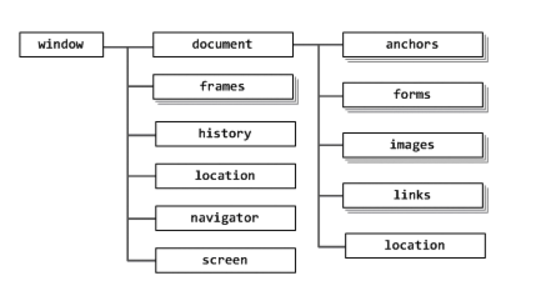 window
document
frames
history
location
navigator
screen
anchors
forms
images
links
location